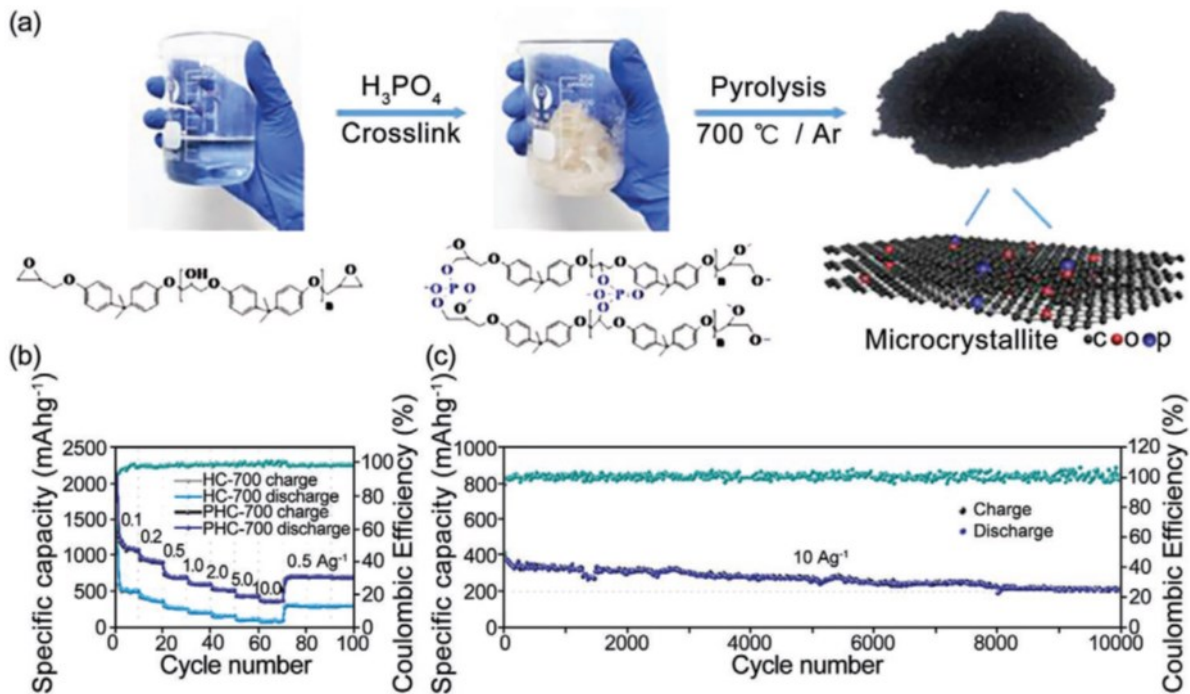 (a)
H₃PO₄
Crosslink
Pyrolysis
700 ℃ / Ar
250
O O OH O O O O n
O O O O O O
O O O
-O-P O -O-P-O
O O O O O O O
n
Microcrystallite c o p
(b)
(c)
Specific capacity (mAhg⁻¹)
2500
2000
1500
1000
500
0
0.1
0.2
0.5
1.0
2.0
5.0
10.0
0.5 Ag⁻¹
HC-700 charge
HC-700 discharge
PHC-700 charge
PHC-700 discharge
100
80
60
40
20
0
Coulombic Efficiency (%)
0 20 40 60 80 100
Cycle number
Specific capacity (mAhg⁻¹)
1000
800
600
400
200
0
Charge
Discharge
10 Ag⁻¹
120
100
80
60
40
20
0
Coulombic Efficiency (%)
0 2000 4000 6000 8000 10000
Cycle number